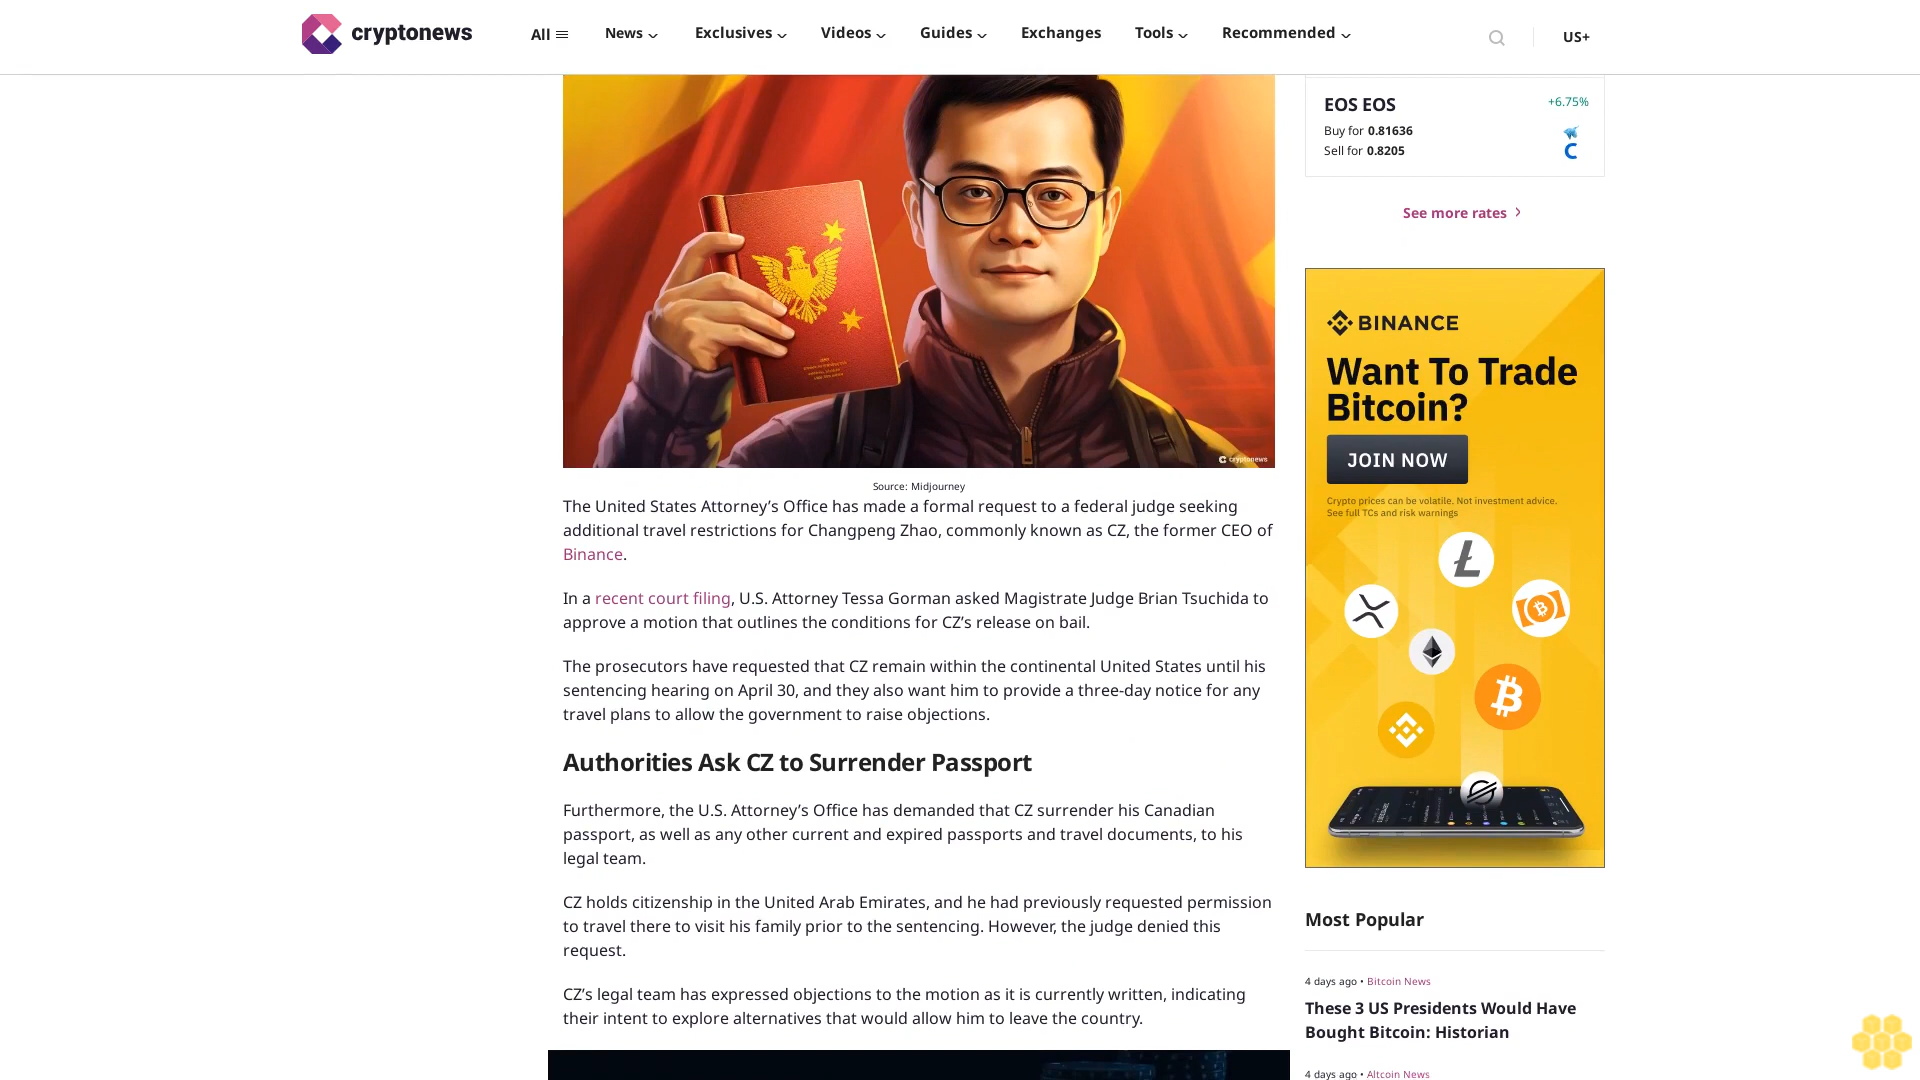 cryptonews
All
News
Exclusives
Videos
Guides
Exchanges
Tools
Recommended
US+
cryptonews
Source: Midjourney
The United States Attorney’s Office has made a formal request to a federal judge seeking
additional travel restrictions for Changpeng Zhao, commonly known as CZ, the former CEO of
Binance.
In a recent court filing, U.S. Attorney Tessa Gorman asked Magistrate Judge Brian Tsuchida to
approve a motion that outlines the conditions for CZ’s release on bail.
The prosecutors have requested that CZ remain within the continental United States until his
sentencing hearing on April 30, and they also want him to provide a three-day notice for any
travel plans to allow the government to raise objections.
Authorities Ask CZ to Surrender Passport
Furthermore, the U.S. Attorney’s Office has demanded that CZ surrender his Canadian
passport, as well as any other current and expired passports and travel documents, to his
legal team.
CZ holds citizenship in the United Arab Emirates, and he had previously requested permission
to travel there to visit his family prior to the sentencing. However, the judge denied this
request.
CZ’s legal team has expressed objections to the motion as it is currently written, indicating
their intent to explore alternatives that would allow him to leave the country.
EOS EOS
+6.75%
Buy for 0.81636
Sell for 0.8205
See more rates
BINANCE
Want To Trade
Bitcoin?
JOIN NOW
Crypto prices can be volatile. Not investment advice.
See full TCs and risk warnings
Most Popular
4 days ago • Bitcoin News
These 3 US Presidents Would Have
Bought Bitcoin: Historian
4 days ago • Altcoin News